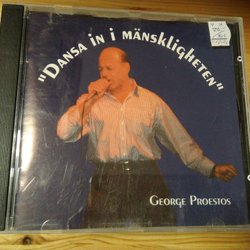 "DANSA IN I MÄNSKLIGHETEN"
GEORGE PROESTOS